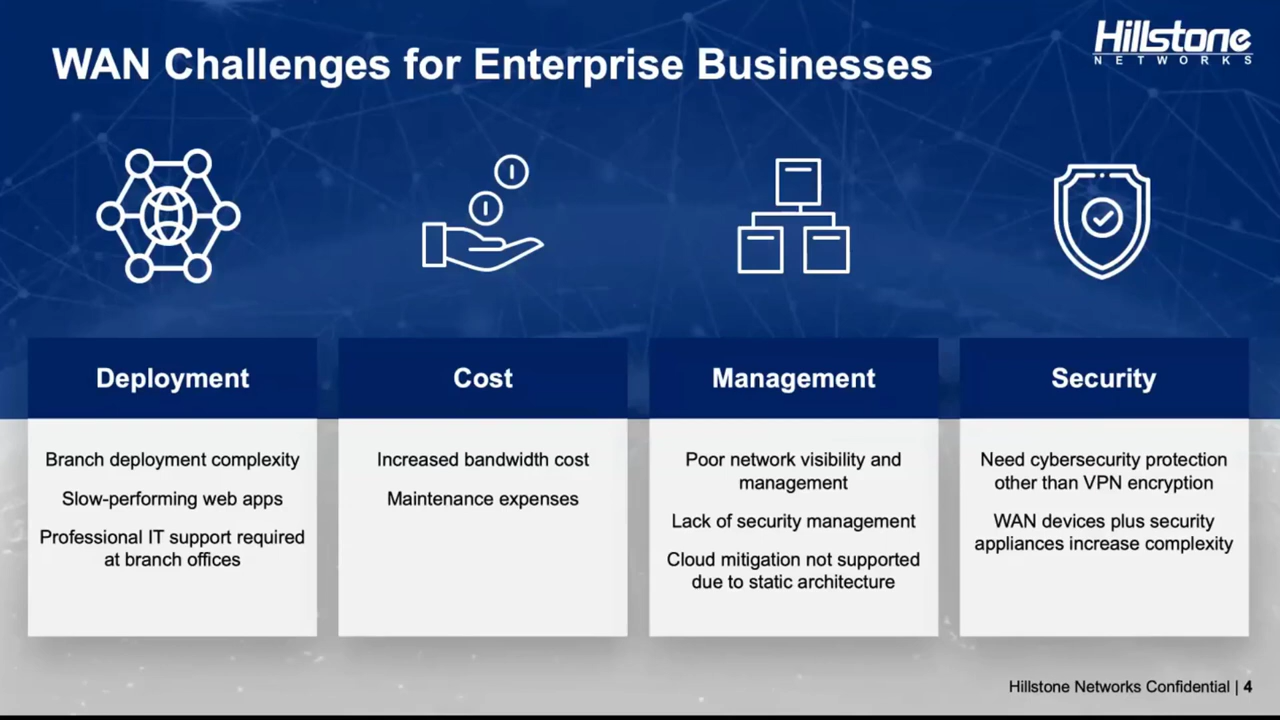 WAN Challenges for Enterprise Businesses
Hillstone
NETWORKS
Deployment
Branch deployment complexity
Slow-performing web apps
Professional IT support required
at branch offices
Cost
Increased bandwidth cost
Maintenance expenses
Management
Poor network visibility and
management
Lack of security management
Cloud mitigation not supported
due to static architecture
Security
Need cybersecurity protection
other than VPN encryption
WAN devices plus security
appliances increase complexity
Hillstone Networks Confidential | 4